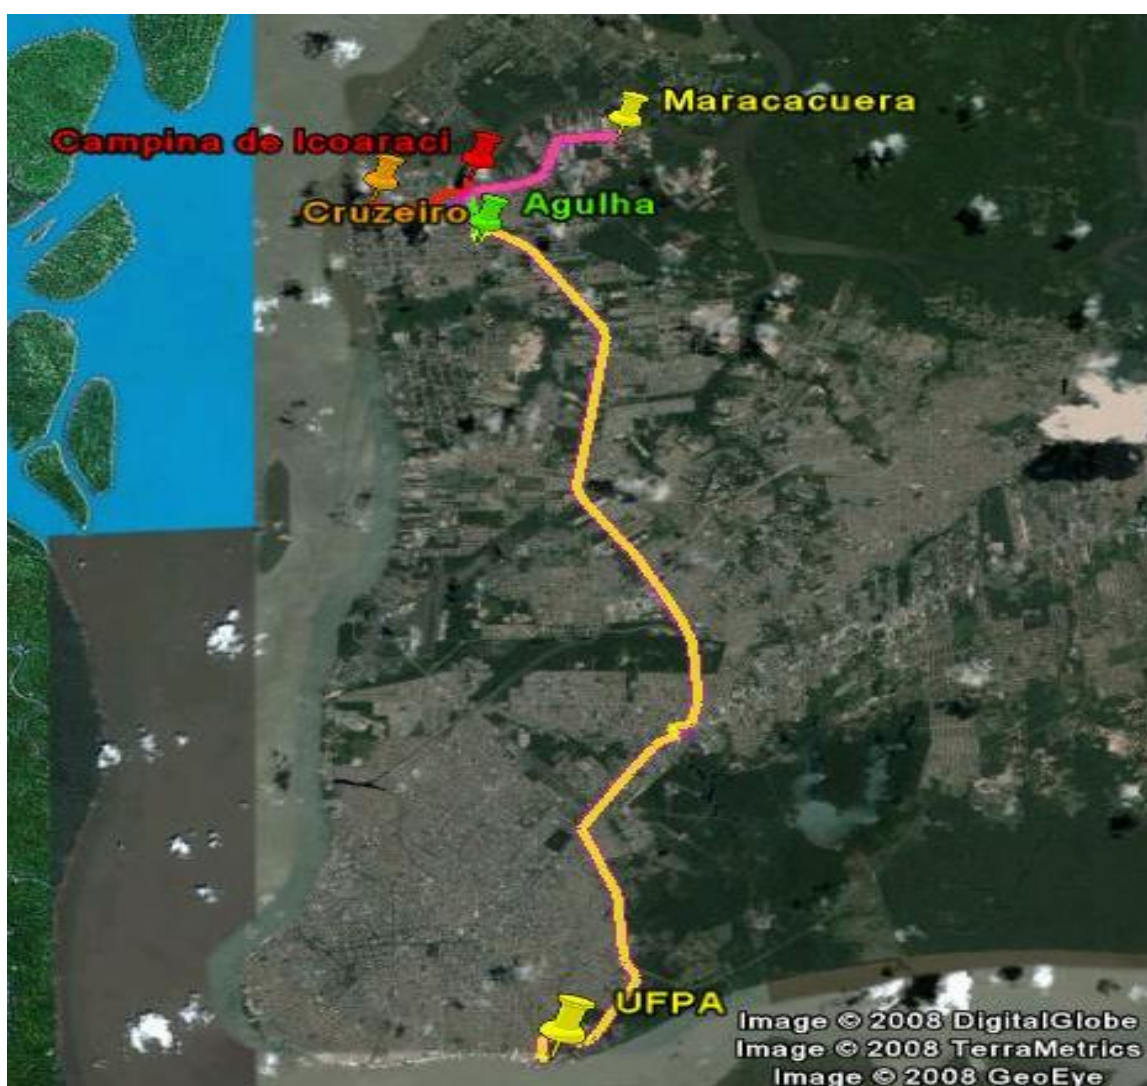 Maracacuera
Campina de Icoaraci
Cruzeiro
Agulha
UFPA
Image © 2008 DigitalGlobe
Image © 2008 TerraMetrics
Image © 2008 GeoEye